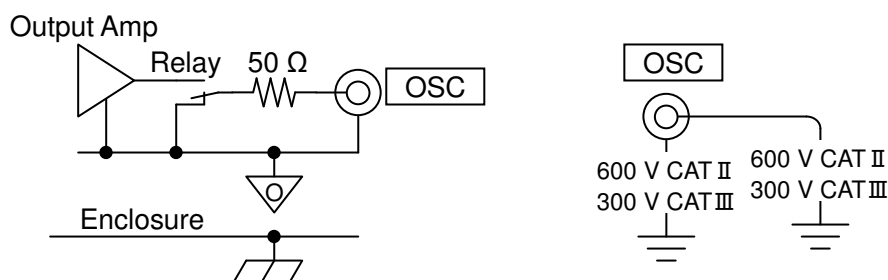 Output Amp
Relay
50 Ω
OSC
O
Enclosure
OSC
600 V CAT Ⅱ
300 V CAT Ⅲ
600 V CAT Ⅱ
300 V CAT Ⅲ